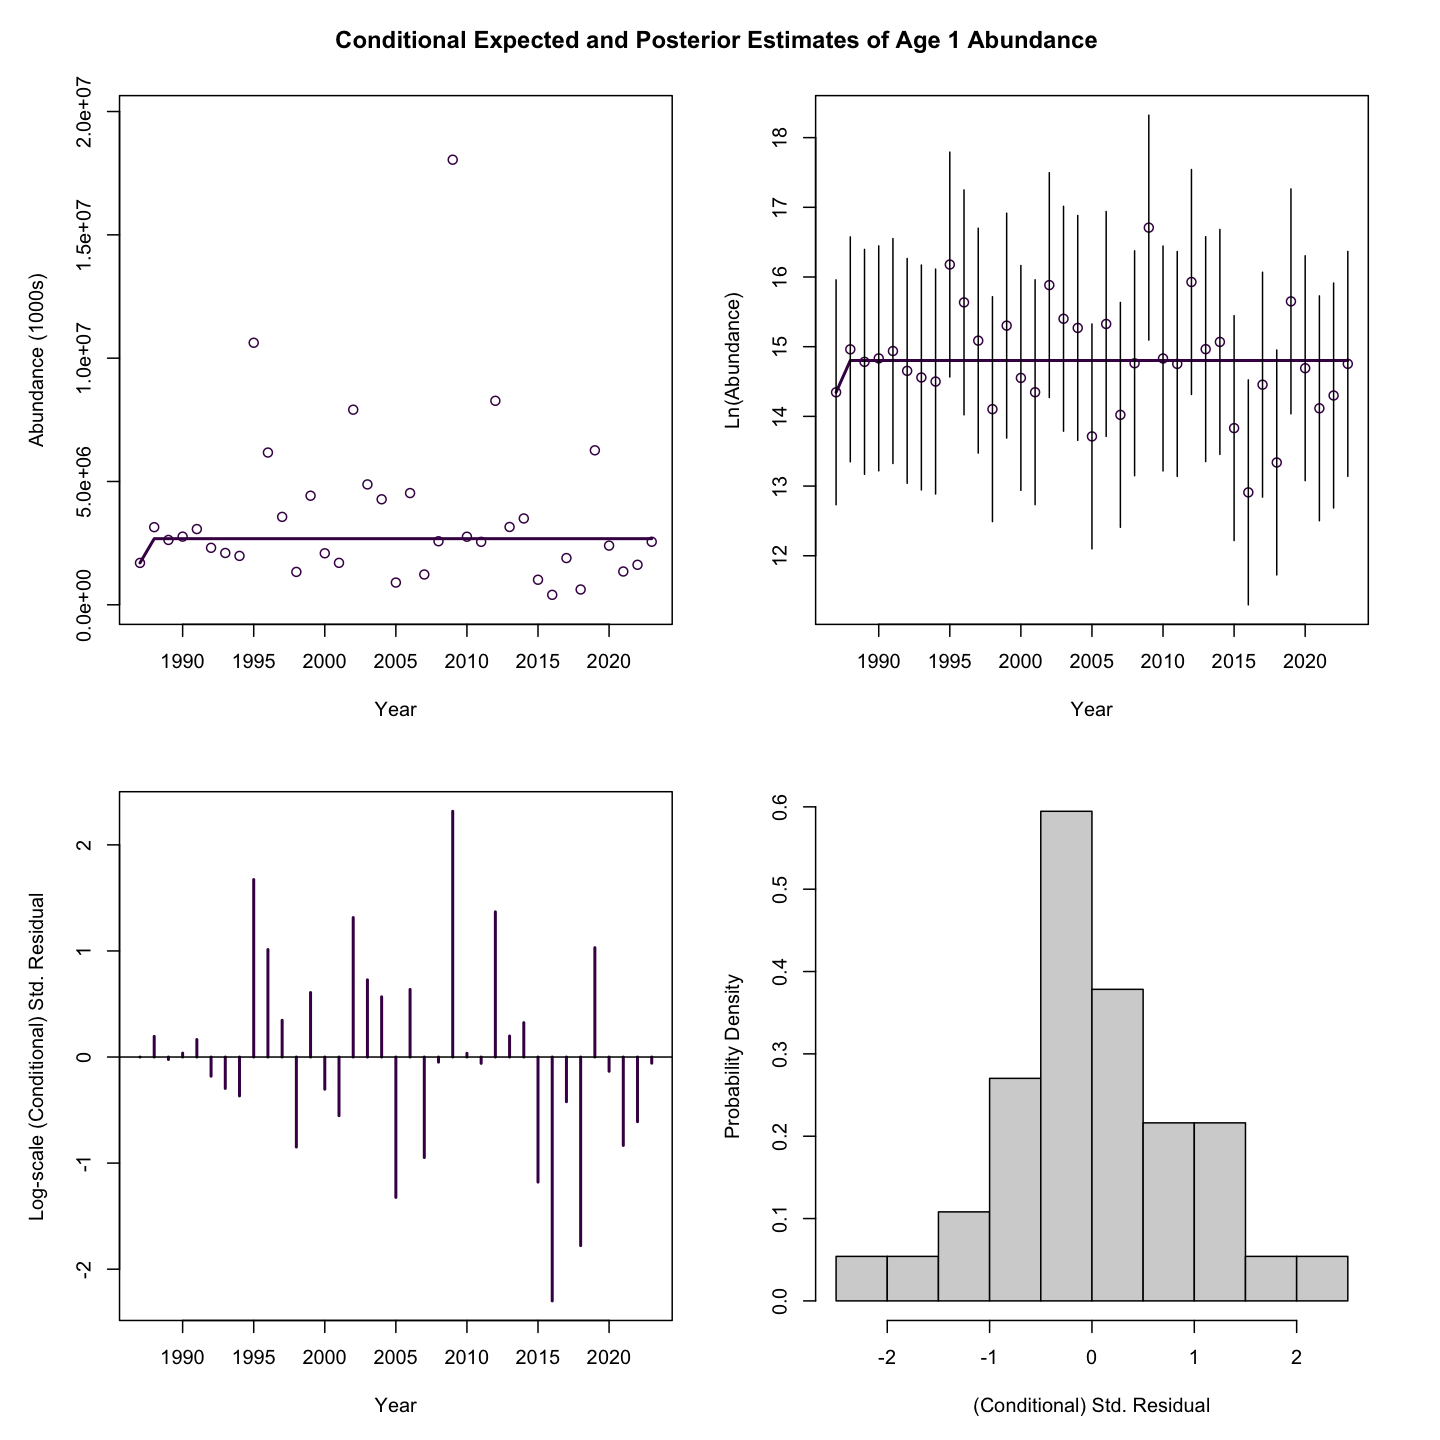 Conditional Expected and Posterior Estimates of Age 1 Abundance
Abundance (1000s)
2.0e+07
1.5e+07
1.0e+07
5.0e+06
0.0e+00
1990 1995 2000 2005 2010 2015 2020
Year
Ln(Abundance)
18
17
16
15
14
13
12
1990 1995 2000 2005 2010 2015 2020
Year
Log-scale (Conditional) Std. Residual
2
1
0
-1
-2
1990 1995 2000 2005 2010 2015 2020
Year
Probability Density
0.6
0.5
0.4
0.3
0.2
0.1
0.0
-2 -1 0 1 2
(Conditional) Std. Residual